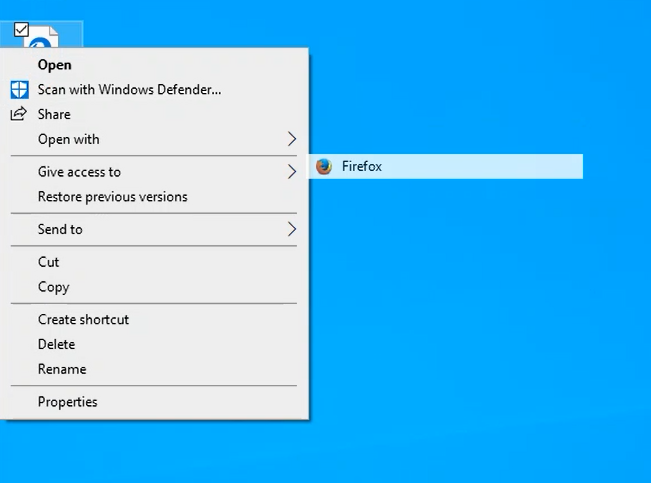 Open
Scan with Windows Defender...
Share
Open with
Give access to
Firefox
Restore previous versions
Send to
Cut
Copy
Create shortcut
Delete
Rename
Properties